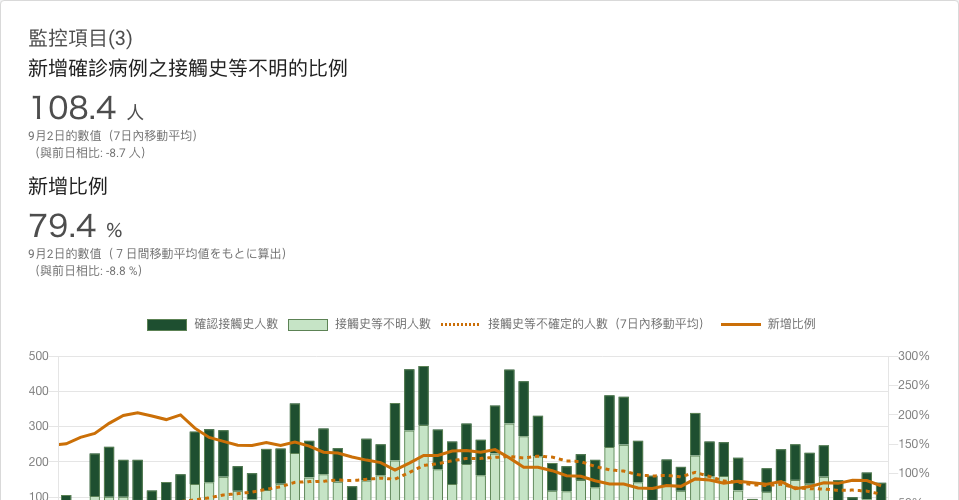 監控項目(3)
新增確診病例之接觸史等不明的比例
108.4 人
9月2日的數值（7日內移動平均）
（與前日相比: -8.7 人）
新增比例
79.4 %
9月2日的數值（７日間移動平均値をもとに算出）
（與前日相比: -8.8 %）
確認接觸史人數 接觸史等不明人數 接觸史等不確定的人數（7日內移動平均） 新增比例
500 300%
250%
400
200%
300
150%
200
100%
100